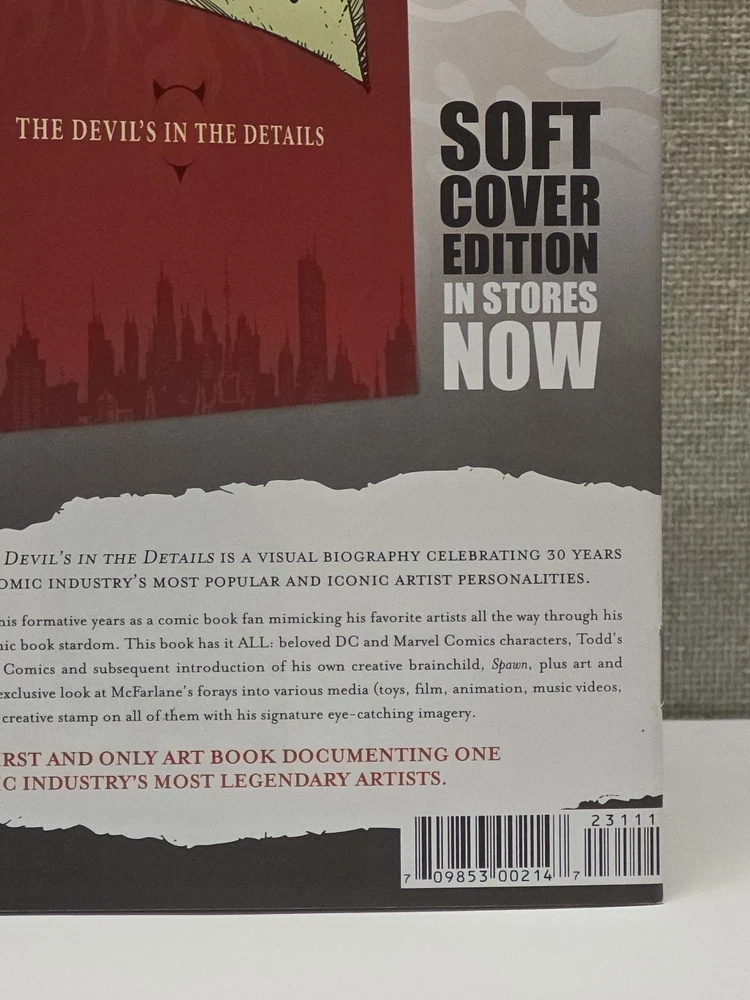 THE DEVIL'S IN THE DETAILS
SOFT
COVER
EDITION
IN STORES
NOW
DEVIL'S IN THE DETAILS IS A VISUAL BIOGRAPHY CELEBRATING 30 YEARS
OMIC INDUSTRY'S MOST POPULAR AND ICONIC ARTIST PERSONALITIES.
his formative years as a comic book fan mimicking his favorite artists all the way through his
nic book stardom. This book has it ALL: beloved DC and Marvel Comics characters, Todd's
Comics and subsequent introduction of his own creative brainchild, Spawn, plus art and
exclusive look at McFarlane's forays into various media (toys, film, animation, music videos,
creative stamp on all of them with his signature eye-catching imagery.
IRST AND ONLY ART BOOK DOCUMENTING ONE
IC INDUSTRY'S MOST LEGENDARY ARTISTS.
23111
7 09853 00214 7